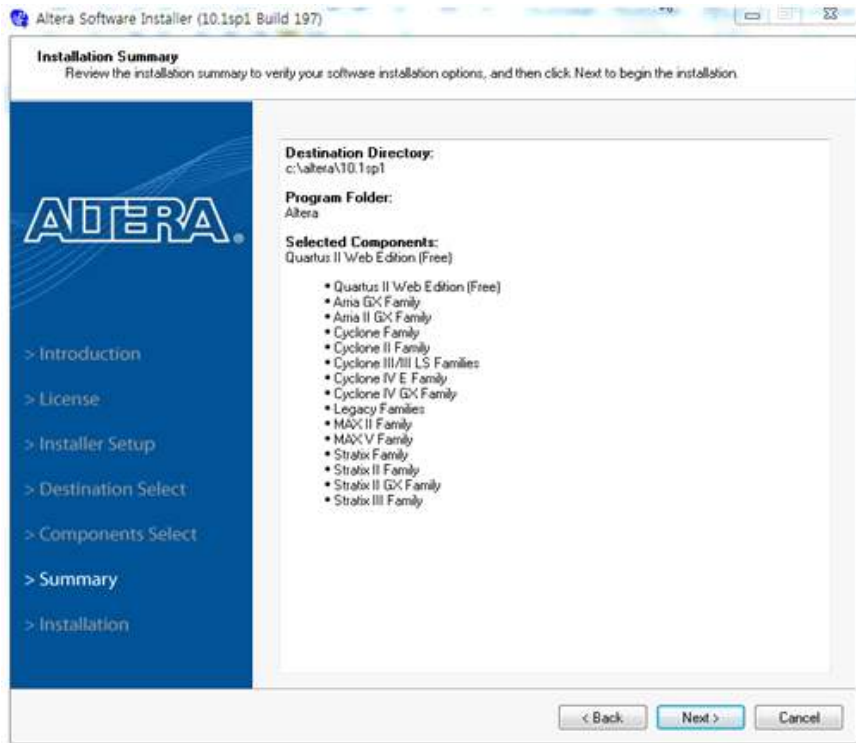 Altera Software Installer (10.1sp1 Build 197)
Installation Summary
Review the installation summary to verify your software installation options, and then click Next to begin the installation.
ALTERA.
> Introduction
> License
> Installer Setup
> Destination Select
> Components Select
> Summary
> Installation
Destination Directory:
c:\altera\10.1sp1
Program Folder:
Altera
Selected Components:
Quartus II Web Edition (Free)
• Quartus II Web Edition (Free)
• Arria GX Family
• Arria II GX Family
• Cyclone Family
• Cyclone II Family
• Cyclone III/III LS Families
• Cyclone IV E Family
• Cyclone IV GX Family
• Legacy Families
• MAX II Family
• MAX V Family
• Stratix Family
• Stratix II Family
• Stratix II GX Family
• Stratix III Family
< Back
Next >
Cancel